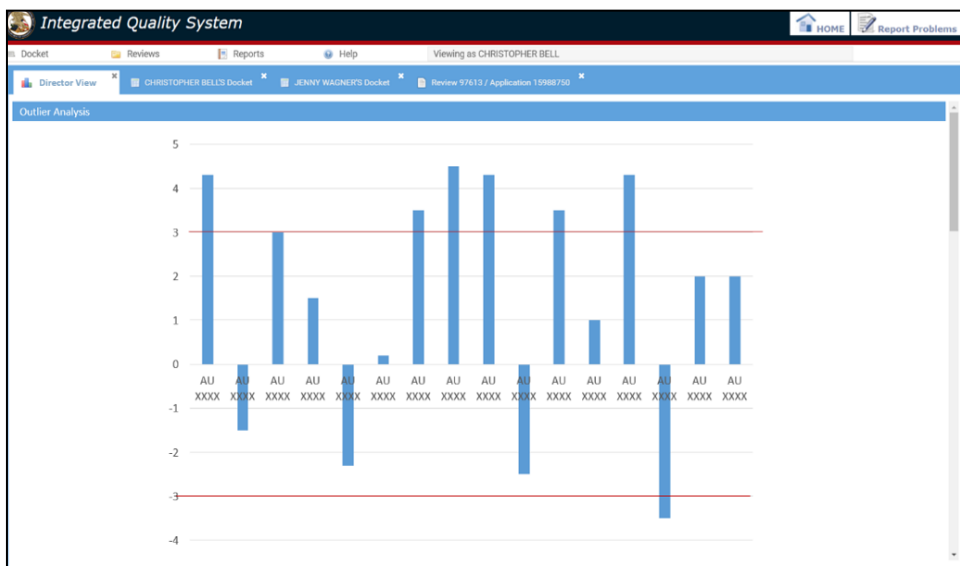 Integrated Quality System
HOME
Report Problems
Docket
Reviews
Reports
Help
Viewing as CHRISTOPHER BELL
Director View
CHRISTOPHER BELL'S Docket
JENNY WAGNER'S Docket
Review 97613 / Application 15988750
Outlier Analysis
5
4
3
2
1
0
AU AU AU AU AU AU AU AU AU AU AU AU AU AU AU AU
XXXX XXXX XXXX XXXX XXXX XXXX XXXX XXXX XXXX XXXX XXXX XXXX XXXX XXXX XXXX XXXX
-1
-2
-3
-4